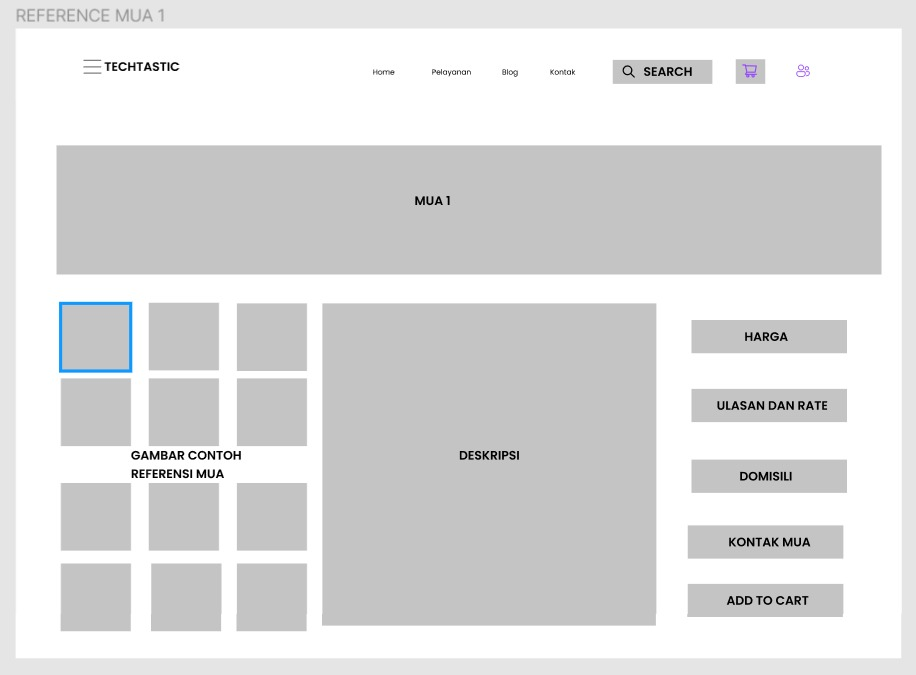 REFERENCE MUA 1
TECHTASTIC
Home
Pelayanan
Blog
Kontak
SEARCH
MUA 1
GAMBAR CONTOH
REFERENSI MUA
DESKRIPSI
HARGA
ULASAN DAN RATE
DOMISILI
KONTAK MUA
ADD TO CART